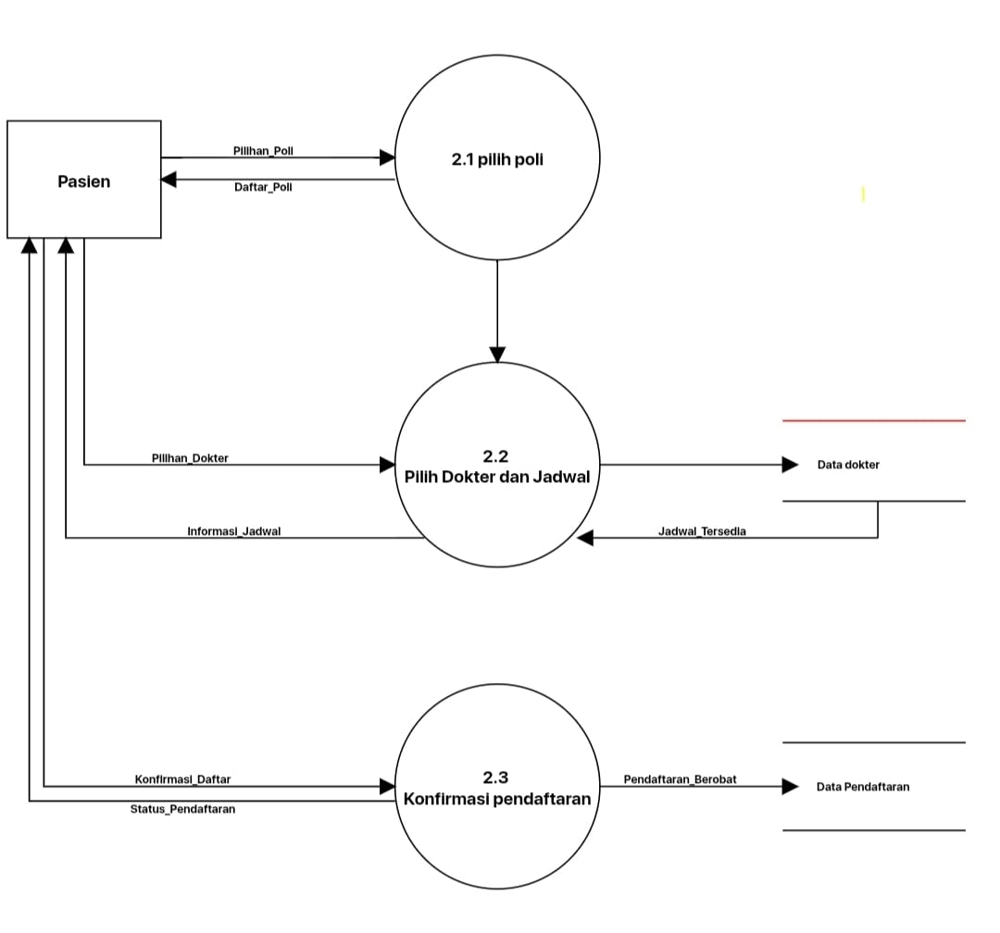 Pilihan_Poli
2.1 pilih poli
Pasien
Daftar_Poli
2.2
Pilihan_Dokter
Pilih Dokter dan Jadwal
Data dokter
Informasi_Jadwal
Jadwal_Tersedia
2.3
Konfirmasi_Daftar
Pendaftaran_Berobat
Konfirmasi pendaftaran
Data Pendaftaran
Status_Pendaftaran